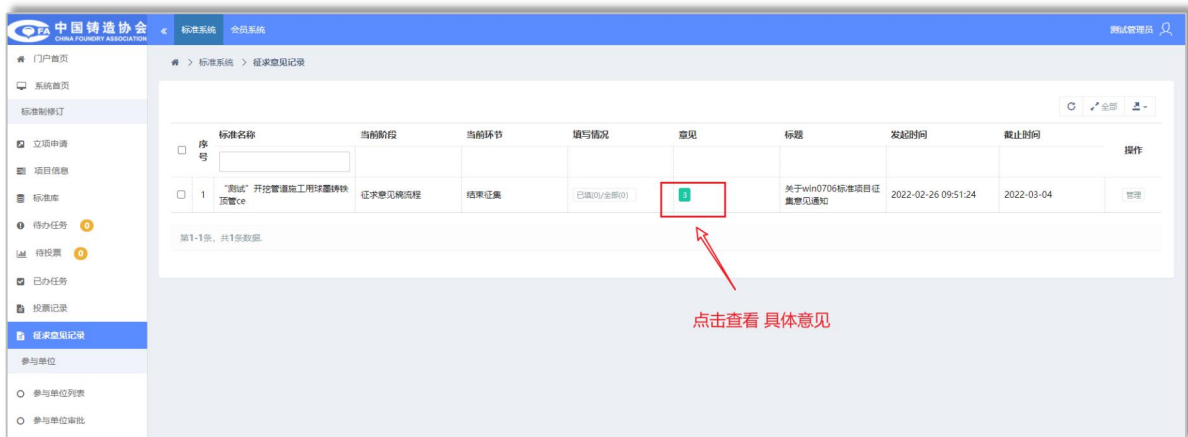 中国铸造协会
CHINA FOUNDRY ASSOCIATION
« 标准系统 会员系统
测试管理员
门户首页
系统首页
标准制修订
立项申请
项目信息
标准库
待办任务 0
待投票 0
已办任务
投票记录
征求意见记录
参与单位
参与单位列表
参与单位审批
> 标准系统 > 征求意见记录
全部
序号 标准名称 当前阶段 当前环节 填写情况 意见 标题 发起时间 截止时间 操作
1 “测试”开挖管道施工用球墨铸铁顶管ce 征求意见稿流程 结束征集 已填(0)/全部(0) 3 关于win0706标准项目征集意见通知 2022-02-26 09:51:24 2022-03-04 管理
第1-1条，共1条数据.
点击查看 具体意见